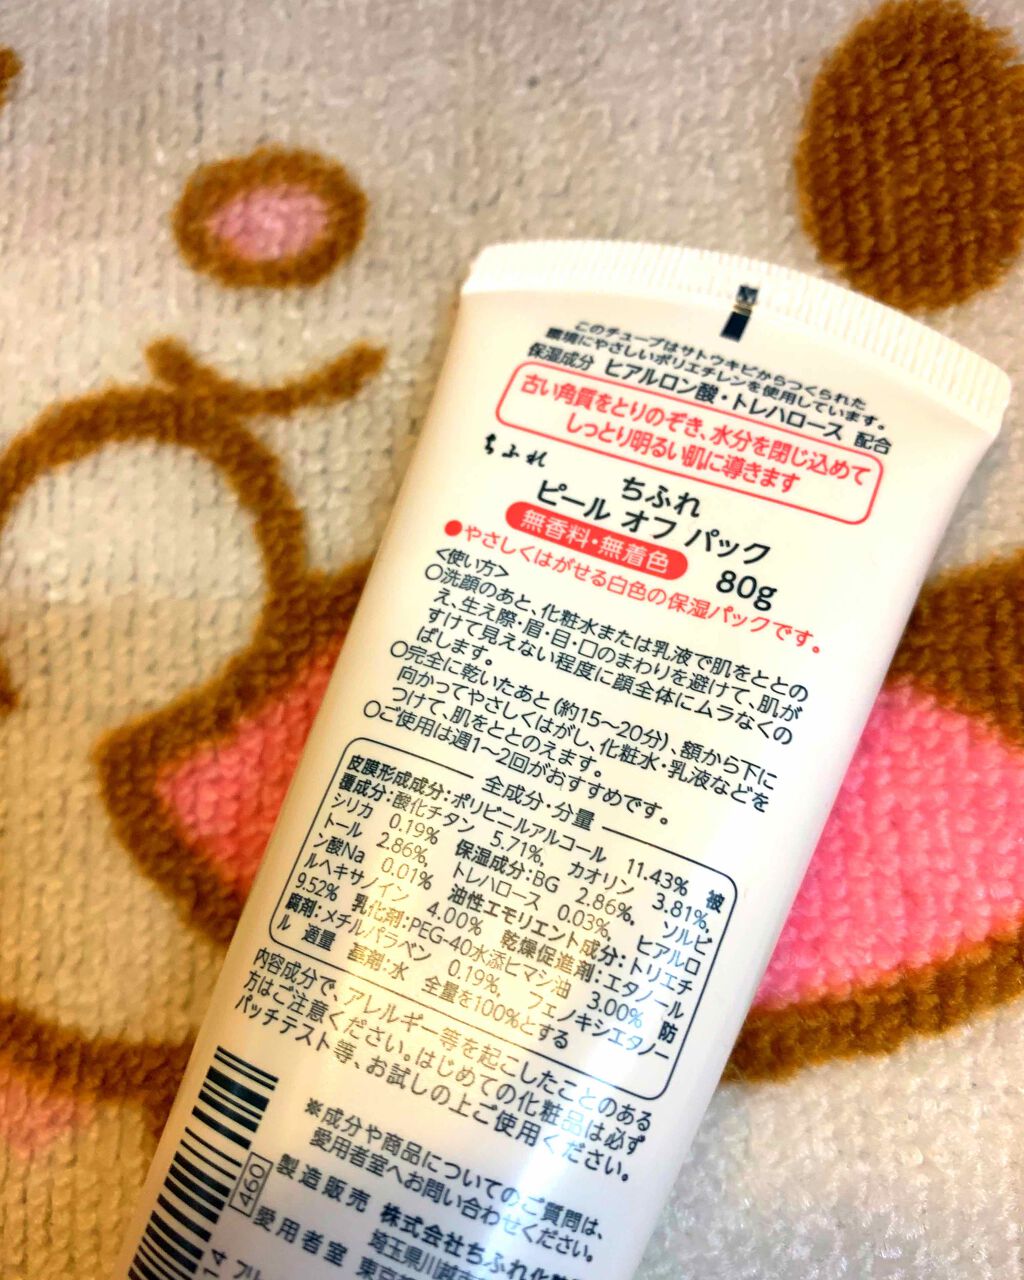 このチューブはサトウキビからつくられた
環境にやさしいポリエチレンを使用しています。
保湿成分 ヒアルロン酸・トレハロース 配合
古い角質をとりのぞき、水分を閉じ込めて
しっとり明るい肌に導きます
ちふれ
ちふれ
ピール オフ パック
無香料・無着色 80g
●やさしくはがせる白色の保湿パックです。
<使い方>
○洗顔のあと、化粧水または乳液で肌をととの
え、生え際・眉・目・口のまわりを避けて、肌が
すけて見えない程度に顔全体にムラなくの
ばします。
○完全に乾いたあと(約15〜20分)、額から下に
向かってやさしくはがし、化粧水・乳液などを
つけて、肌をととのえます。
○ご使用は週1〜2回がおすすめです。
全成分・分量
皮膜形成成分:ポリビニルアルコール 11.43% 被
覆成分:酸化チタン 5.71%、 カオリン 3.81%、
シリカ 0.19% 保湿成分:BG 2.86%、 ソルビ
トール 2.86%、 トレハロース 0.03%、 ヒアルロ
ン酸Na 0.01% 油性エモリエント成分:トリエチ
ルヘキサノイン 4.00% 乾燥促進剤:エタノール
9.52% 乳化剤:PEG-40水添ヒマシ油 3.00% 防
腐剤:メチルパラベン 0.19%、 フェノキシエタノー
ル 適量 基剤:水 全量を100%とする
内容成分で、アレルギー等を起こしたことのある
方はご注意ください。はじめての化粧品は必ず
パッチテスト等、お試しの上ご使用ください。
※成分や商品についてのご質問は、
愛用者室へお問い合わせください。
460
製造販売 株式会社ちふれ化
埼玉県川越市
愛用者室 東京
14